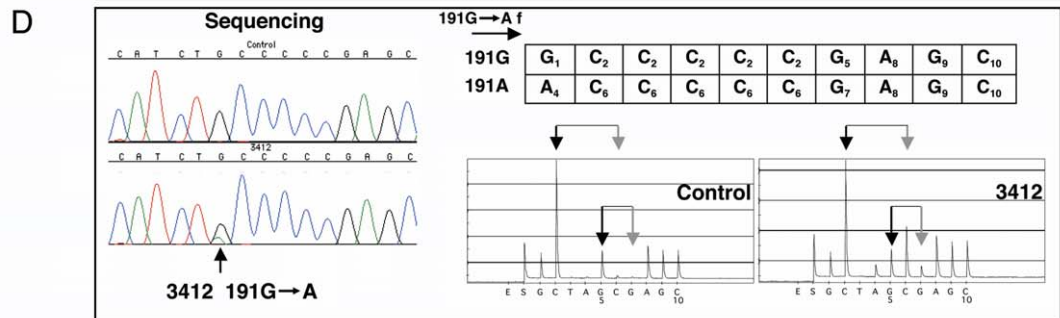 D
Sequencing
Control
C A T C T G C C C C C G A G C
3412
C A T C T G C C C C C G A G C
3412 191G→A
191G→A f
191G G₁ C₂ C₂ C₂ C₂ C₂ G₅ A₈ G₉ C₁₀
191A A₄ C₆ C₆ C₆ C₆ C₆ G₇ A₈ G₉ C₁₀
Control
E S G C T A G C G A G C
5 10
3412
E S G C T A G C G A G C
5 10